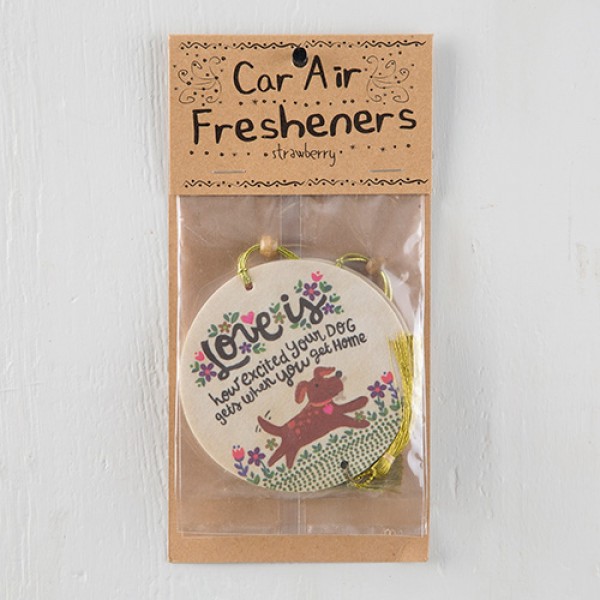 Car Air
Fresheners
strawberry
Love is
how excited your DOG
gets when you get Home